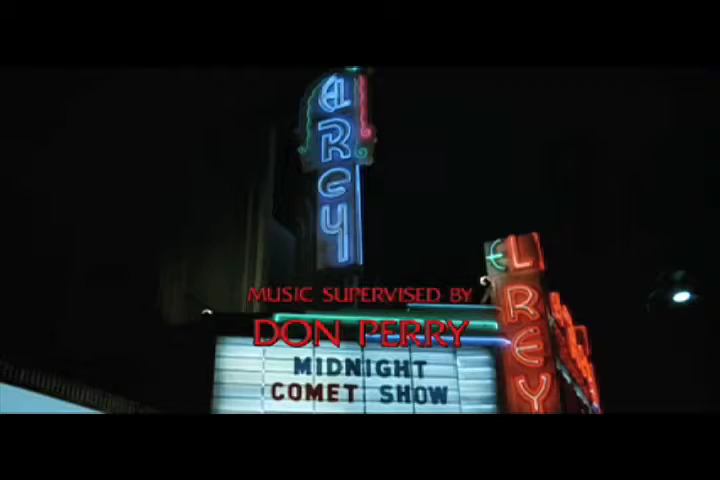 EL
REY
MUSIC SUPERVISED BY
DON PERRY
MIDNIGHT
COMET SHOW
EL
REY